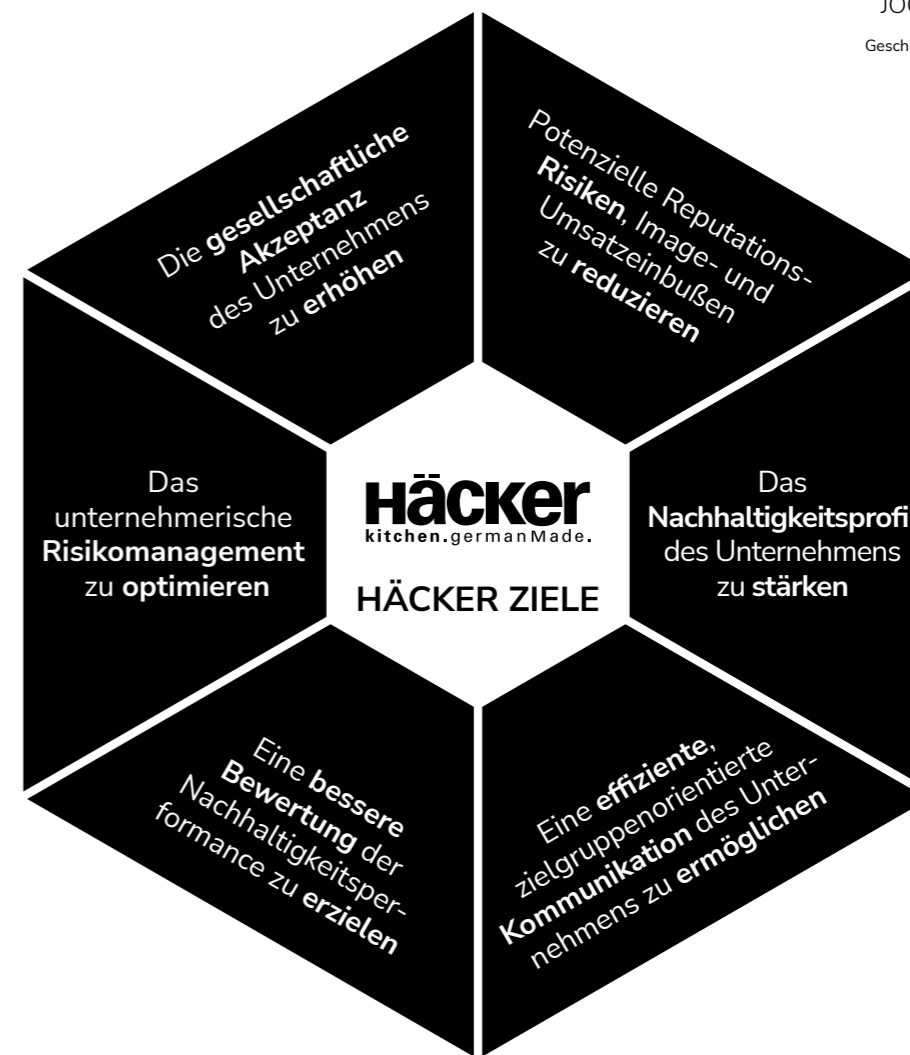 Die gesellschaftliche
Akzeptanz
des Unternehmens
zu erhöhen
Potenzielle Reputations-
Risiken, Image- und
Umsatzeinbußen
zu reduzieren
Das
unternehmerische
Risikomanagement
zu optimieren
Häcker
kitchen.germanMade.
HÄCKER ZIELE
Das
Nachhaltigkeitsprofi
des Unternehmens
zu stärken
Eine bessere
Bewertung der
Nachhaltigkeitsper-
formance zu erzielen
Eine effiziente,
zielgruppenorientierte
Kommunikation des Unter-
nehmens zu ermöglichen